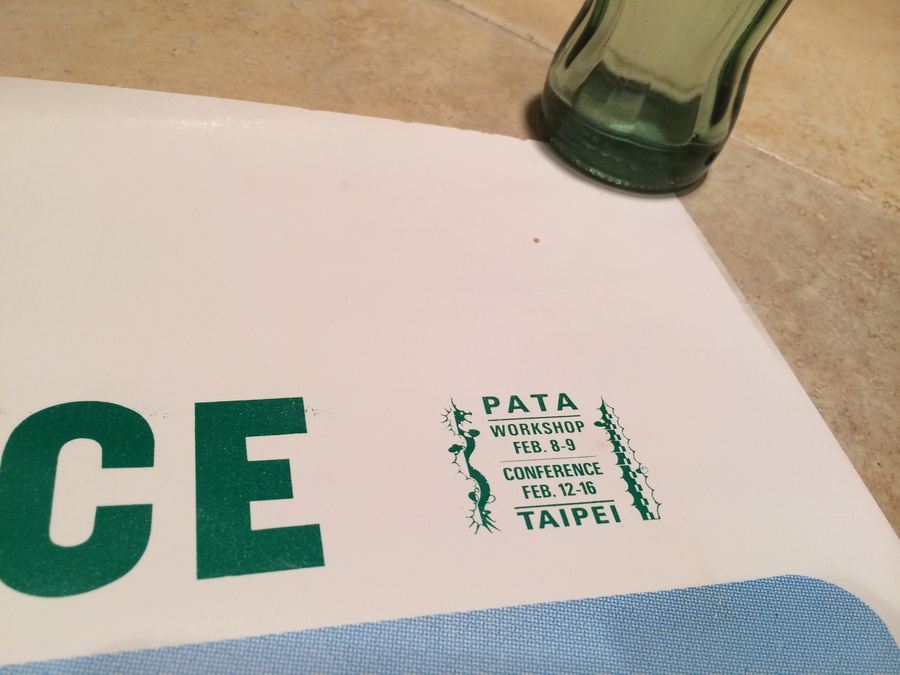 CE
PATA
WORKSHOP
FEB. 8-9
CONFERENCE
FEB. 12-16
TAIPEI